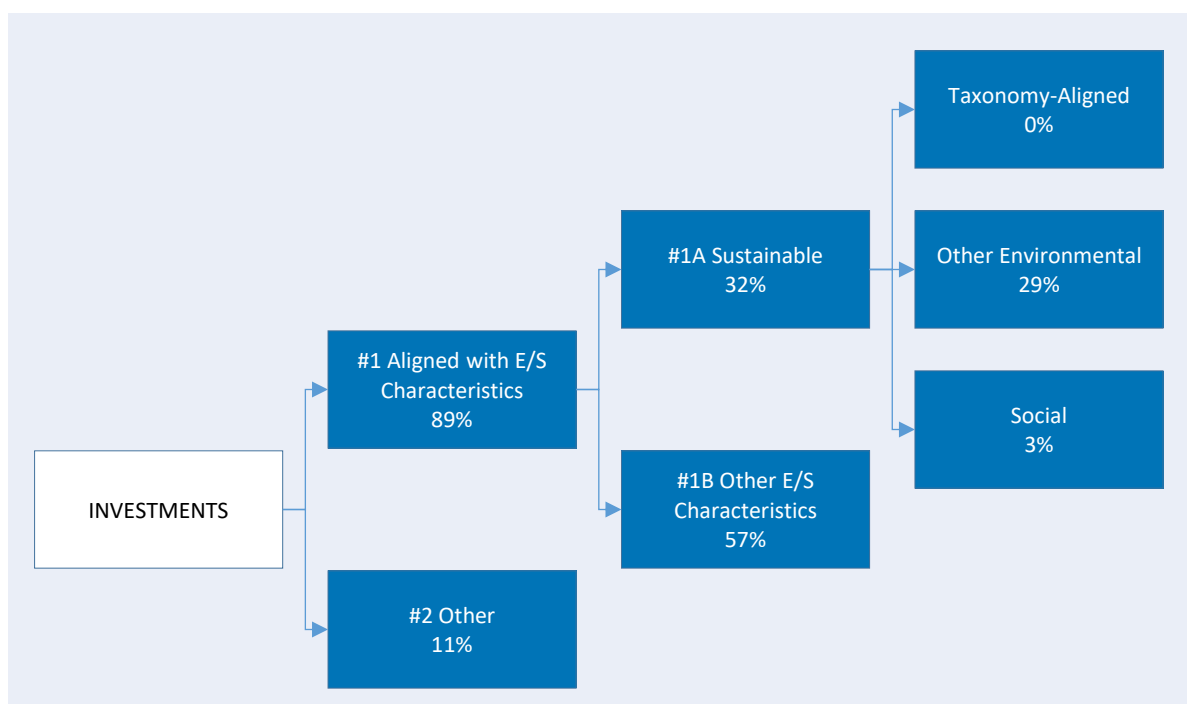 INVESTMENTS
#1 Aligned with E/S
Characteristics
89%
#2 Other
11%
#1A Sustainable
32%
#1B Other E/S
Characteristics
57%
Taxonomy-Aligned
0%
Other Environmental
29%
Social
3%